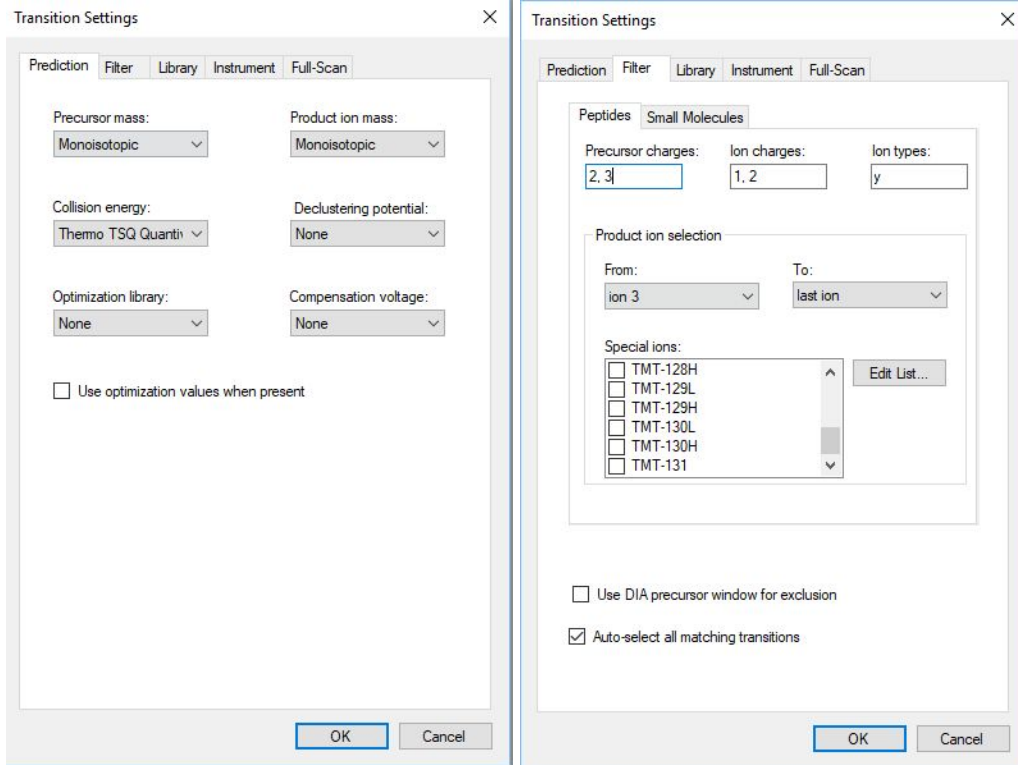 Transition Settings
Prediction Filter Library Instrument Full-Scan
Precursor mass: Product ion mass:
Monoisotopic Monoisotopic
Collision energy: Declustering potential:
Thermo TSQ Quantiv None
Optimization library: Compensation voltage:
None None
Use optimization values when present
OK Cancel
Transition Settings
Prediction Filter Library Instrument Full-Scan
Peptides Small Molecules
Precursor charges: Ion charges: Ion types:
2, 3 1, 2 y
Product ion selection
From: To:
ion 3 last ion
Special ions:
TMT-128H
Edit List...
TMT-129L
TMT-129H
TMT-130L
TMT-130H
TMT-131
Use DIA precursor window for exclusion
Auto-select all matching transitions
OK Cancel